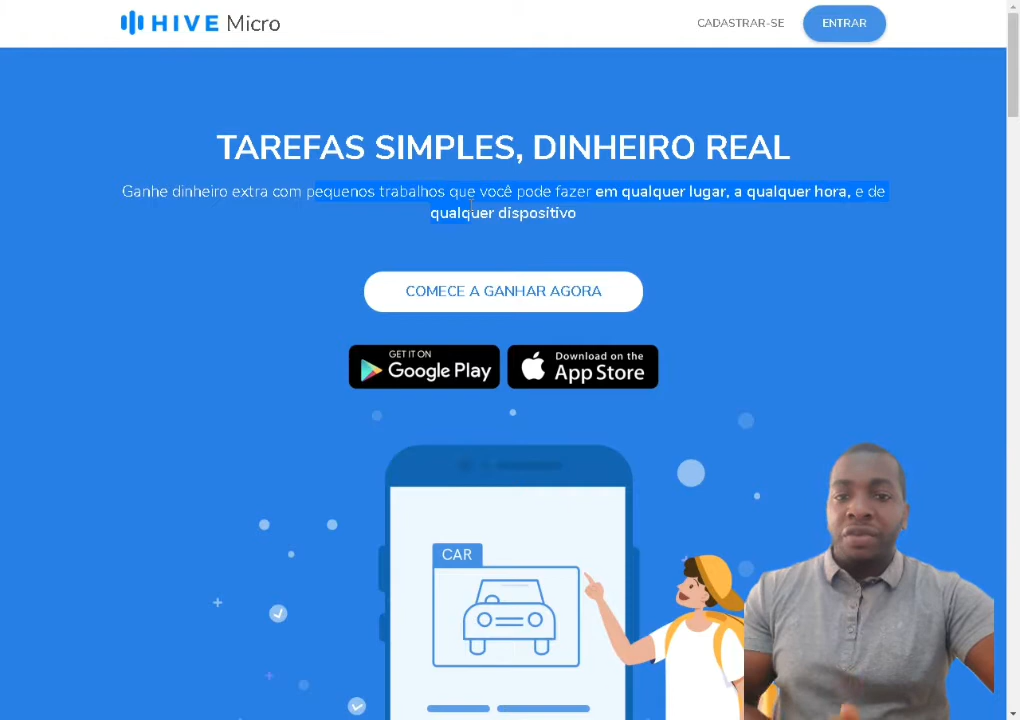 HIVE Micro
CADASTRAR-SE
ENTRAR
TAREFAS SIMPLES, DINHEIRO REAL
Ganhe dinheiro extra com pequenos trabalhos que você pode fazer em qualquer lugar, a qualquer hora, e de
qualquer dispositivo
COMECE A GANHAR AGORA
GET IT ON
Google Play
Download on the
App Store
CAR